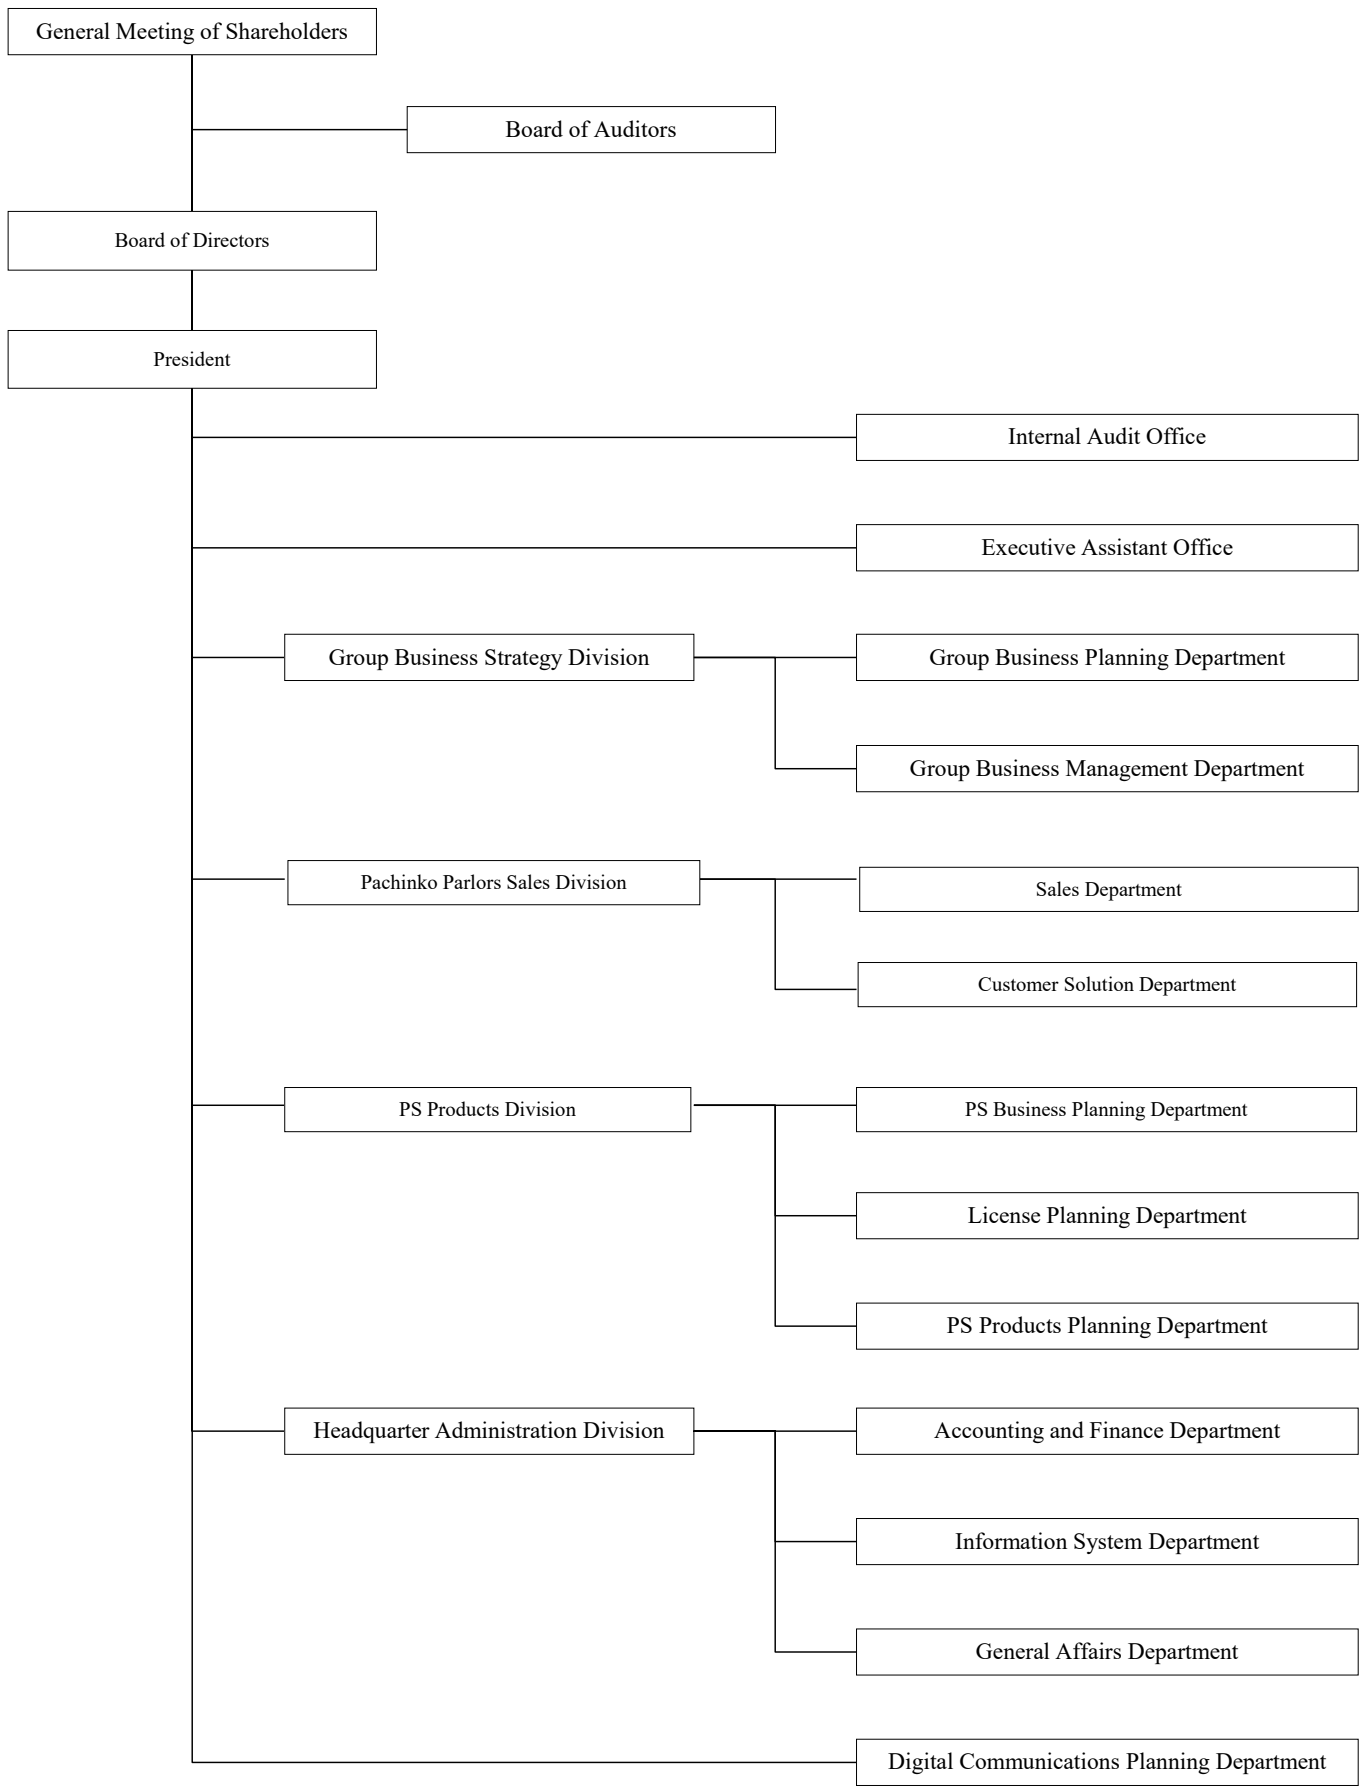 General Meeting of Shareholders
Board of Auditors
Board of Directors
President
Internal Audit Office
Executive Assistant Office
Group Business Strategy Division
Group Business Planning Department
Group Business Management Department
Pachinko Parlors Sales Division
Sales Department
Customer Solution Department
PS Products Division
PS Business Planning Department
License Planning Department
PS Products Planning Department
Headquarter Administration Division
Accounting and Finance Department
Information System Department
General Affairs Department
Digital Communications Planning Department